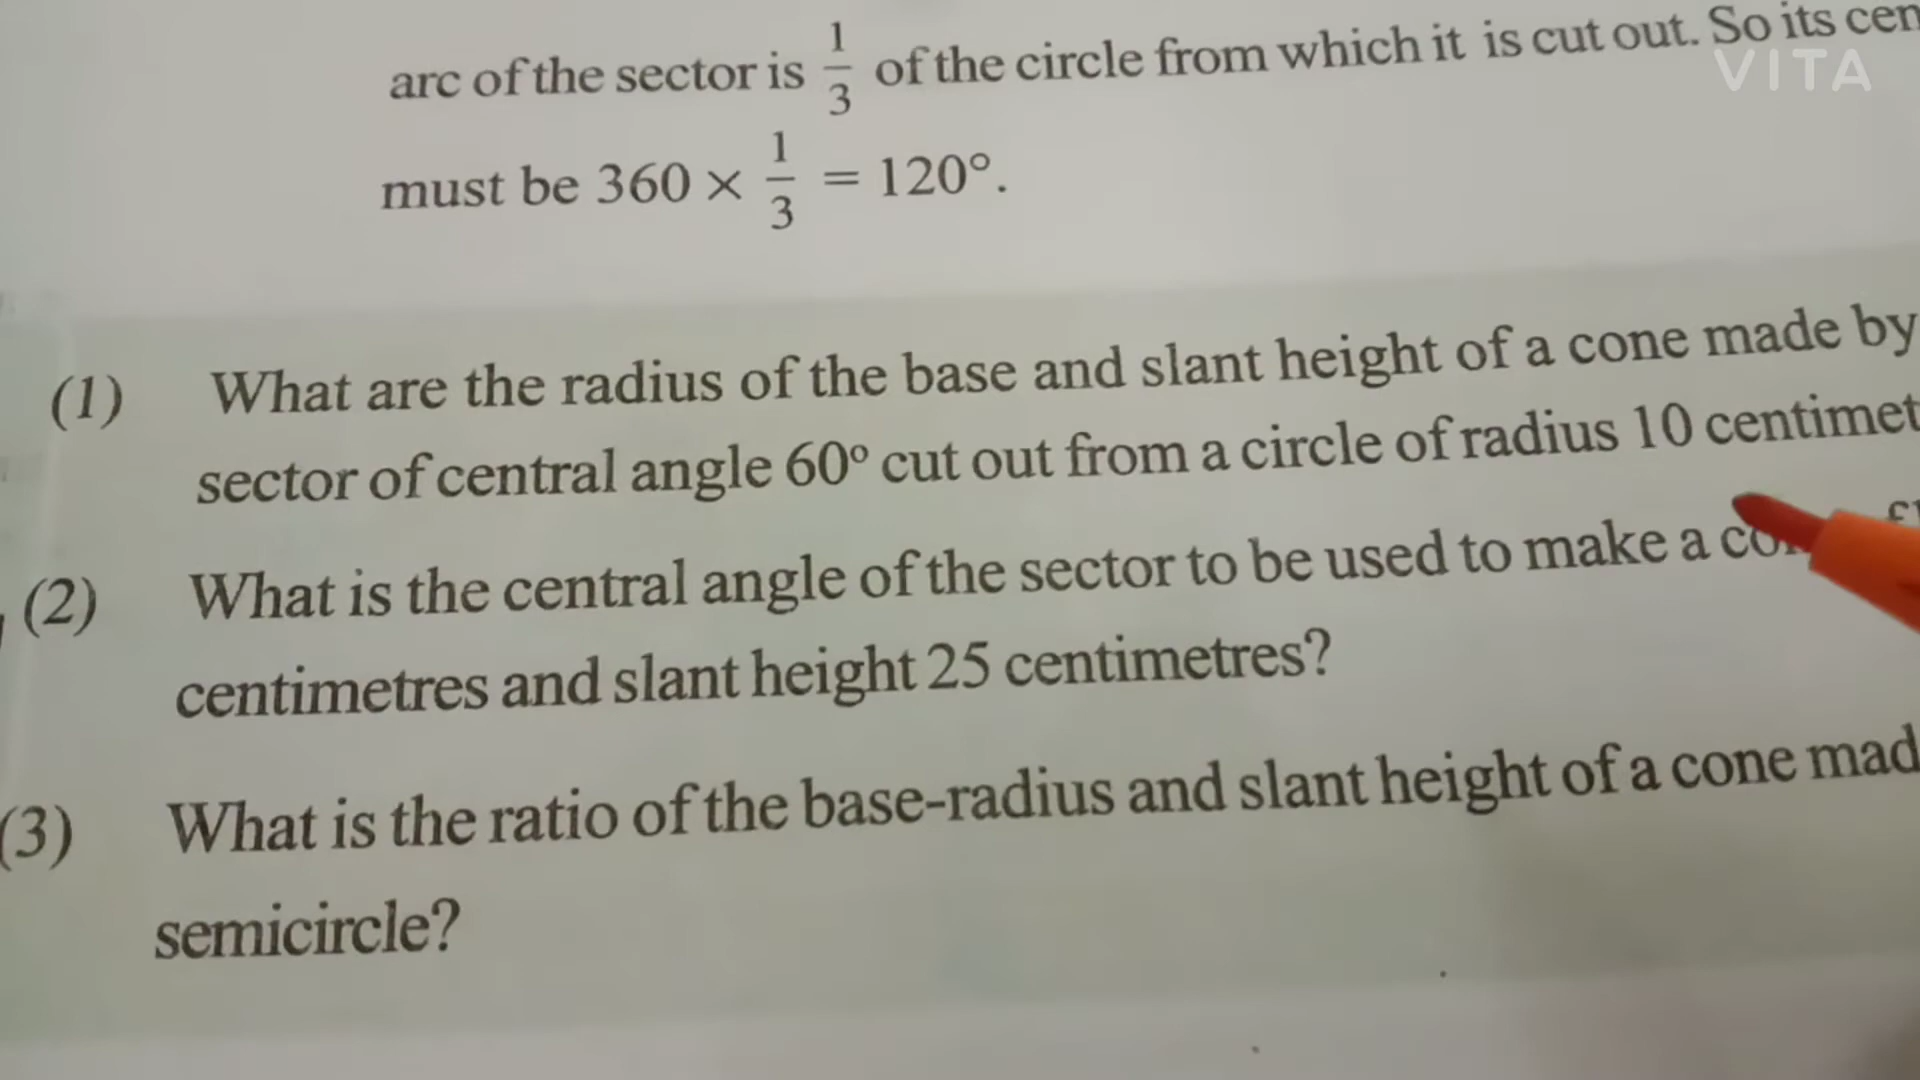 arc of the sector is 1/3 of the circle from which it is cut out. So its cen
VITA
must be 360 × 1/3 = 120°.
(1) What are the radius of the base and slant height of a cone made by
sector of central angle 60° cut out from a circle of radius 10 centimet
(2) What is the central angle of the sector to be used to make a
centimetres and slant height 25 centimetres?
(3) What is the ratio of the base-radius and slant height of a cone mad
semicircle?